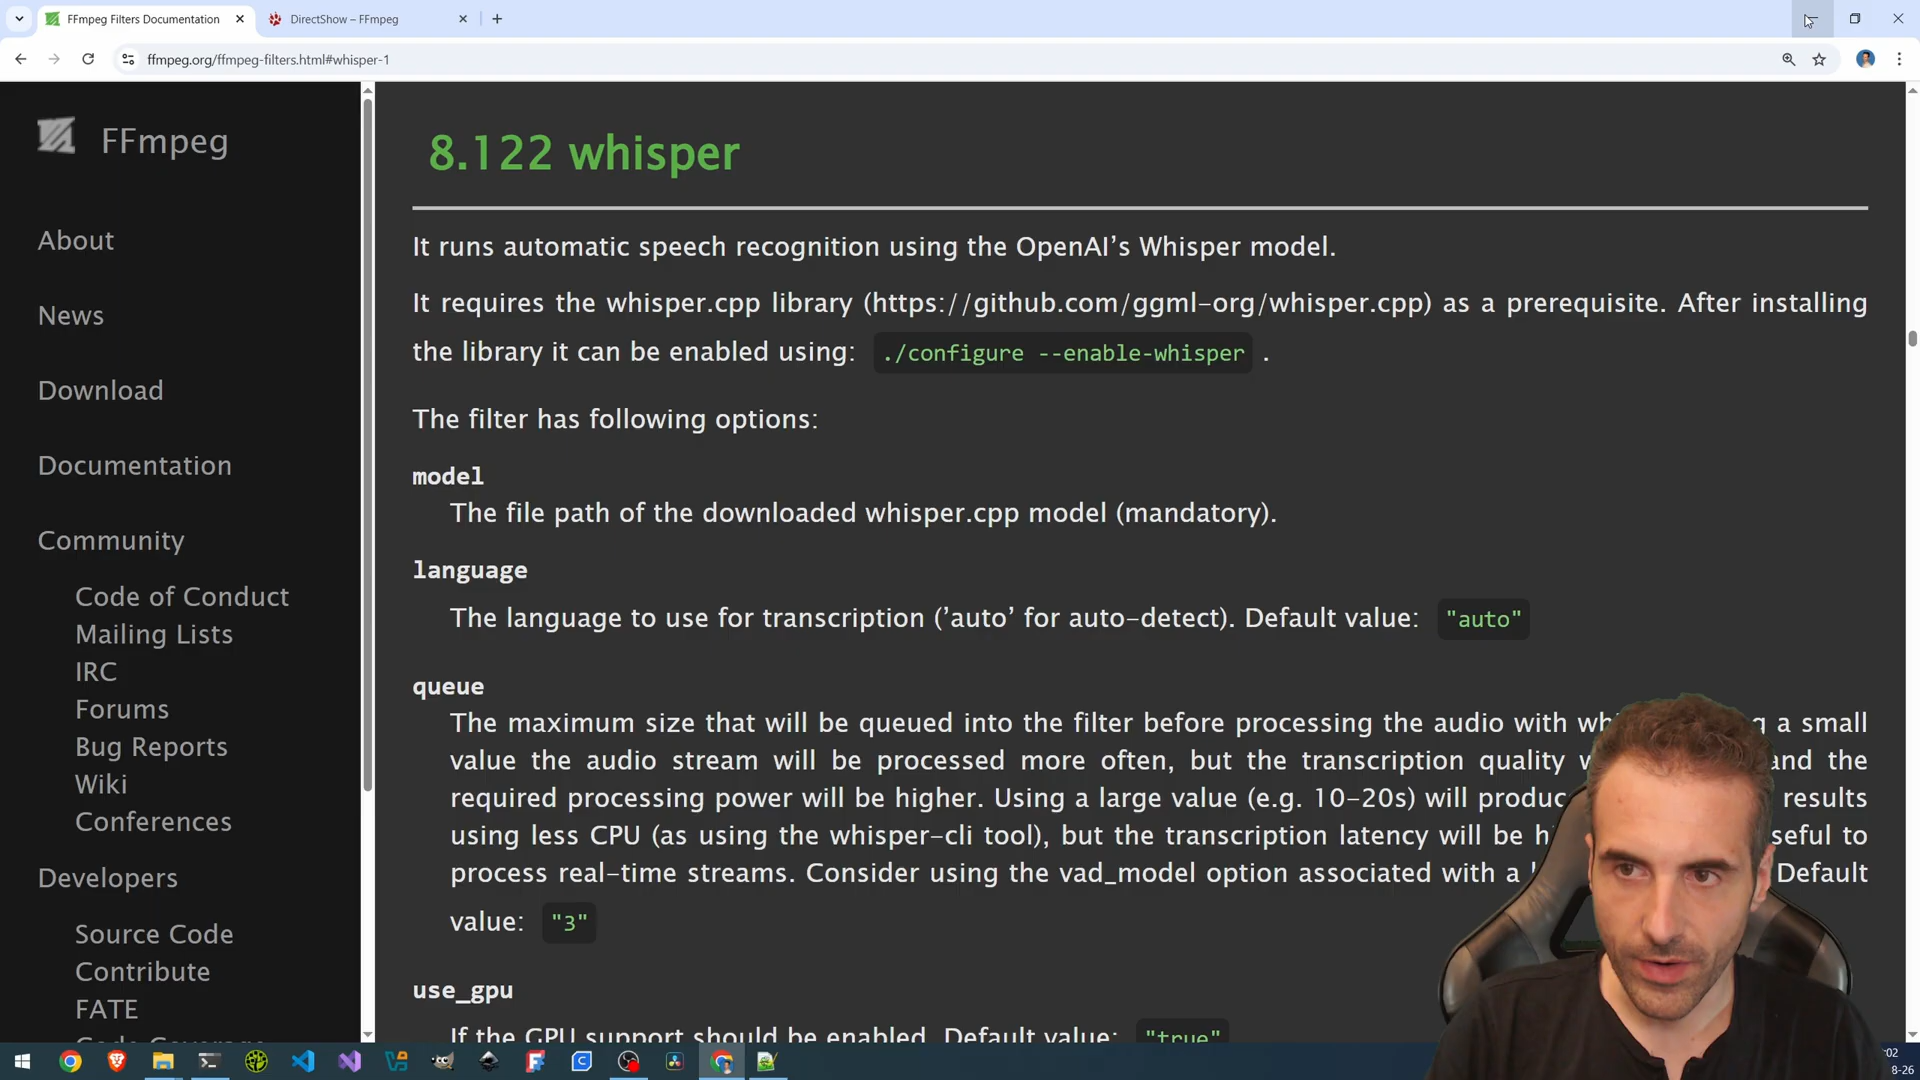 FFmpeg Filters Documentation
DirectShow – FFmpeg
ffmpeg.org/ffmpeg-filters.html#whisper-1
FFmpeg
About
News
Download
Documentation
Community
Code of Conduct
Mailing Lists
IRC
Forums
Bug Reports
Wiki
Conferences
Developers
Source Code
Contribute
FATE
Code Coverage
8.122 whisper
It runs automatic speech recognition using the OpenAI’s Whisper model.
It requires the whisper.cpp library (https://github.com/ggml-org/whisper.cpp) as a prerequisite. After installing
the library it can be enabled using: ./configure --enable-whisper .
The filter has following options:
model
The file path of the downloaded whisper.cpp model (mandatory).
language
The language to use for transcription (’auto’ for auto-detect). Default value: "auto"
queue
The maximum size that will be queued into the filter before processing the audio with a small
value the audio stream will be processed more often, but the transcription quality and the
required processing power will be higher. Using a large value (e.g. 10-20s) will results
using less CPU (as using the whisper-cli tool), but the transcription latency will be to
process real-time streams. Consider using the vad_model option associated with a Default
value: "3"
use_gpu
If the GPU support should be enabled. Default value: "true"
8-26